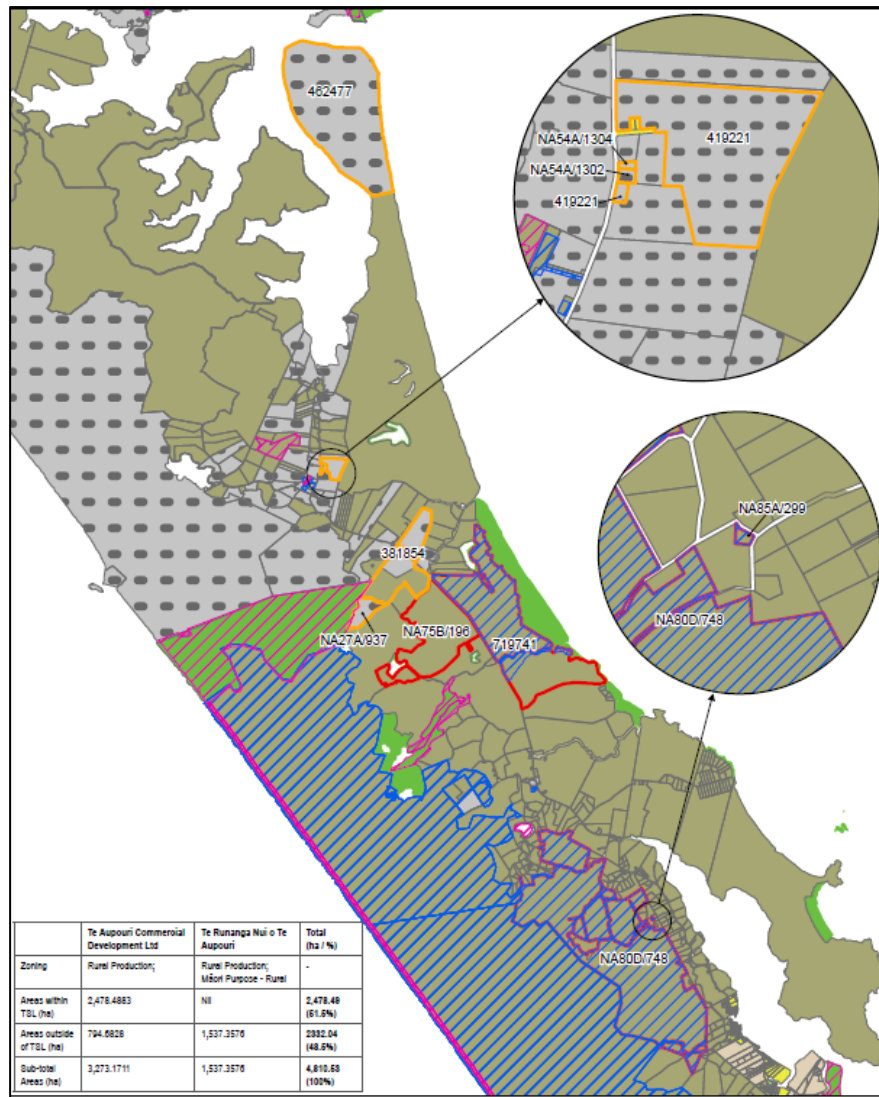 462477
NA54A/1304
419221
NA54A/1302
419221
NA85A/299
381854
NA27A/937
NA75B/196
719741
NA80D/748
NA80D/748
Te Aupouri Commercial Development Ltd
Te Runanga Nui o Te Aupouri
Total (ha / %)
Zoning
Rural Production;
Rural Production; Māori Purpose - Rural
-
Areas within TSL (ha)
2,478.4883
Nil
2,478.49 (51.5%)
Areas outside of TSL (ha)
794.6828
1,537.3576
2332.04 (48.5%)
Sub-total Areas (ha)
3,273.1711
1,537.3576
4,810.53 (100%)